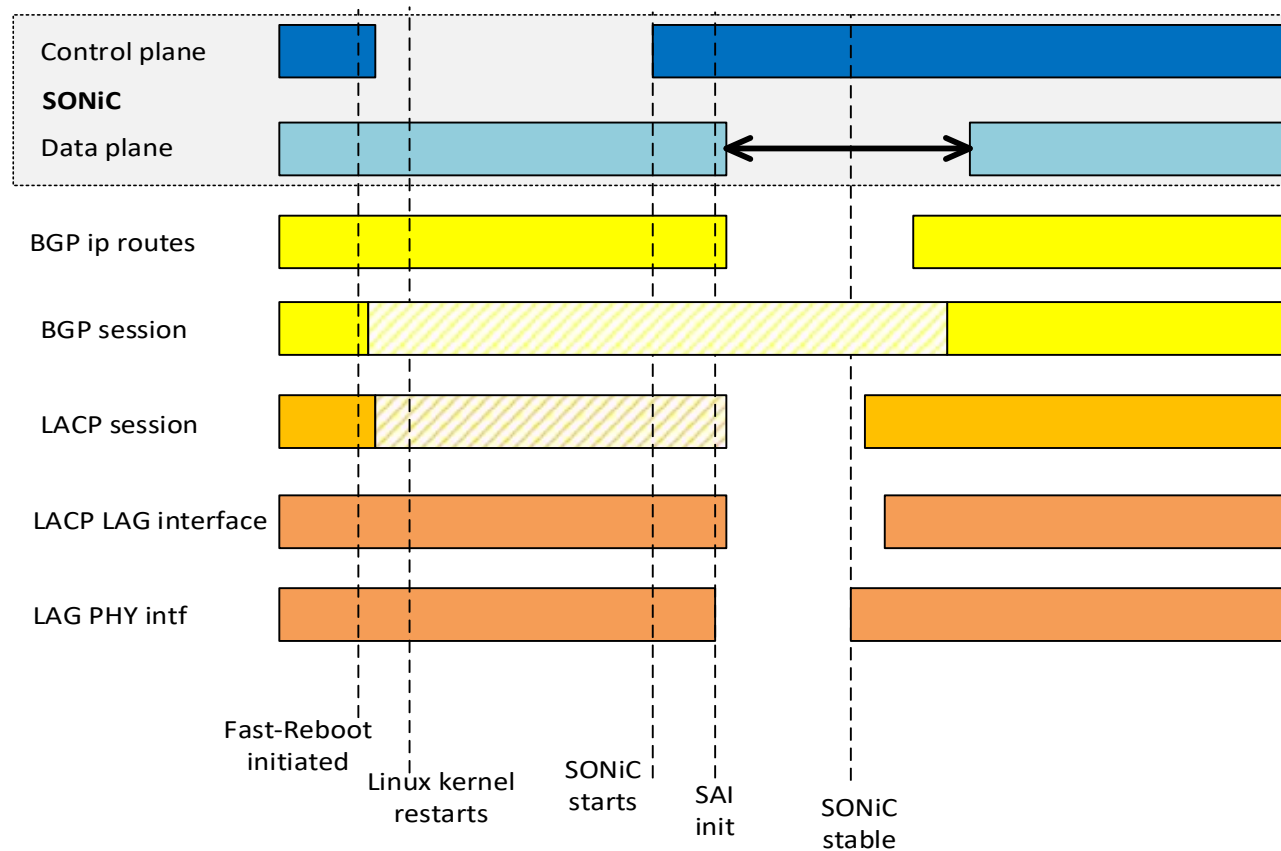 Control plane
SONiC
Data plane
BGP ip routes
BGP session
LACP session
LACP LAG interface
LAG PHY intf
Fast-Reboot
initiated
Linux kernel
restarts
SONiC
starts
SAI
init
SONiC
stable